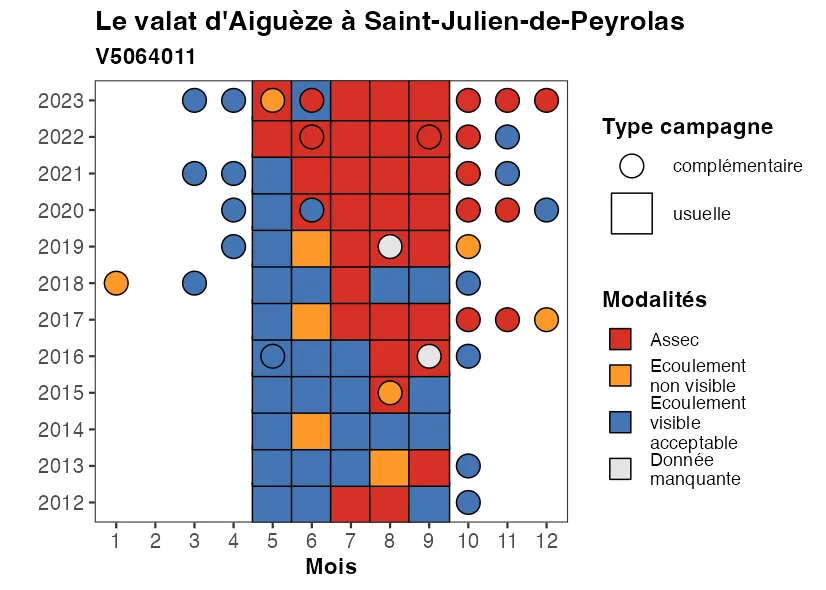 Le valat d'Aiguèze à Saint-Julien-de-Peyrolas
V5064011
2023
2022
2021
2020
2019
2018
2017
2016
2015
2014
2013
2012
1 2 3 4 5 6 7 8 9 10 11 12
Mois
Type campagne
complémentaire
usuelle
Modalités
Assec
Ecoulement
non visible
Ecoulement
visible
acceptable
Donnée
manquante